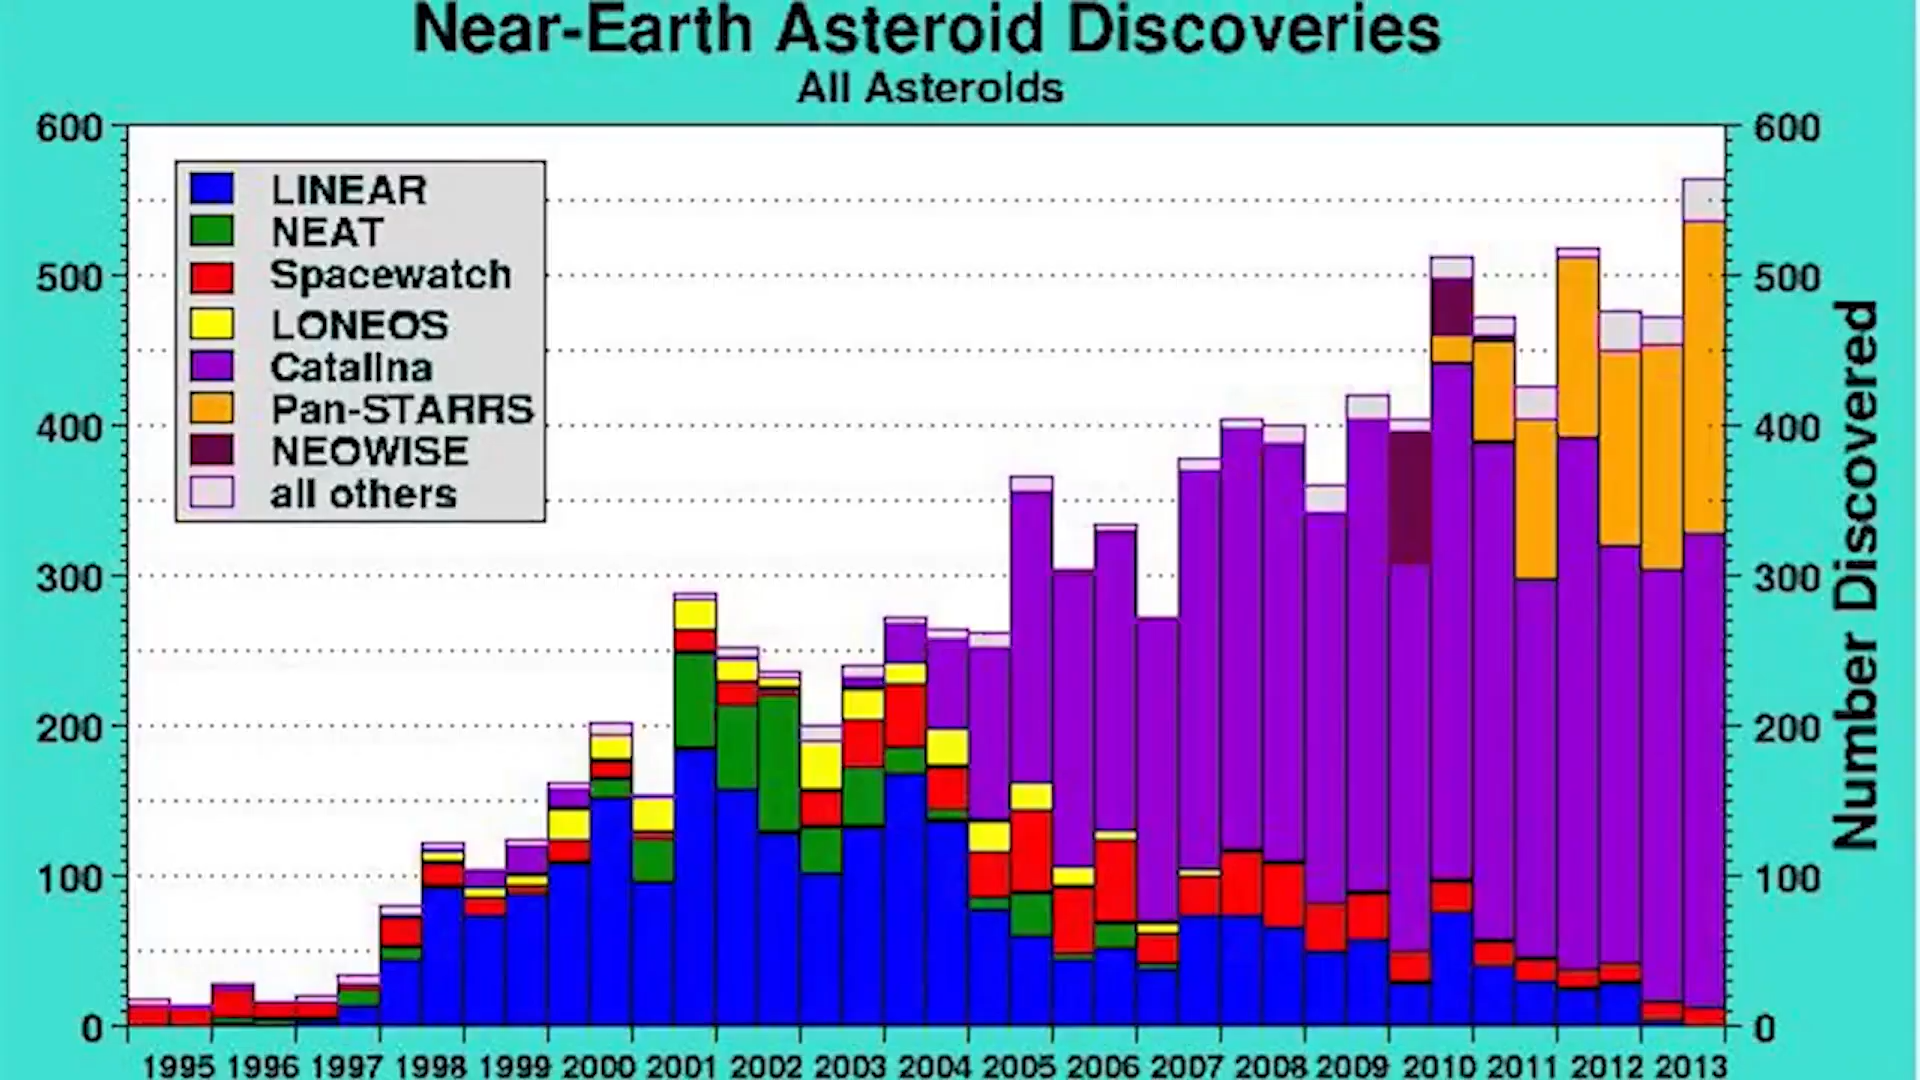 Near-Earth Asteroid Discoveries
All Asteroids
600
500
400
300
200
100
0
LINEAR
NEAT
Spacewatch
LONEOS
Catalina
Pan-STARRS
NEOWISE
all others
600
500
400
300
200
100
0
Number Discovered
1995 1996 1997 1998 1999 2000 2001 2002 2003 2004 2005 2006 2007 2008 2009 2010 2011 2012 2013